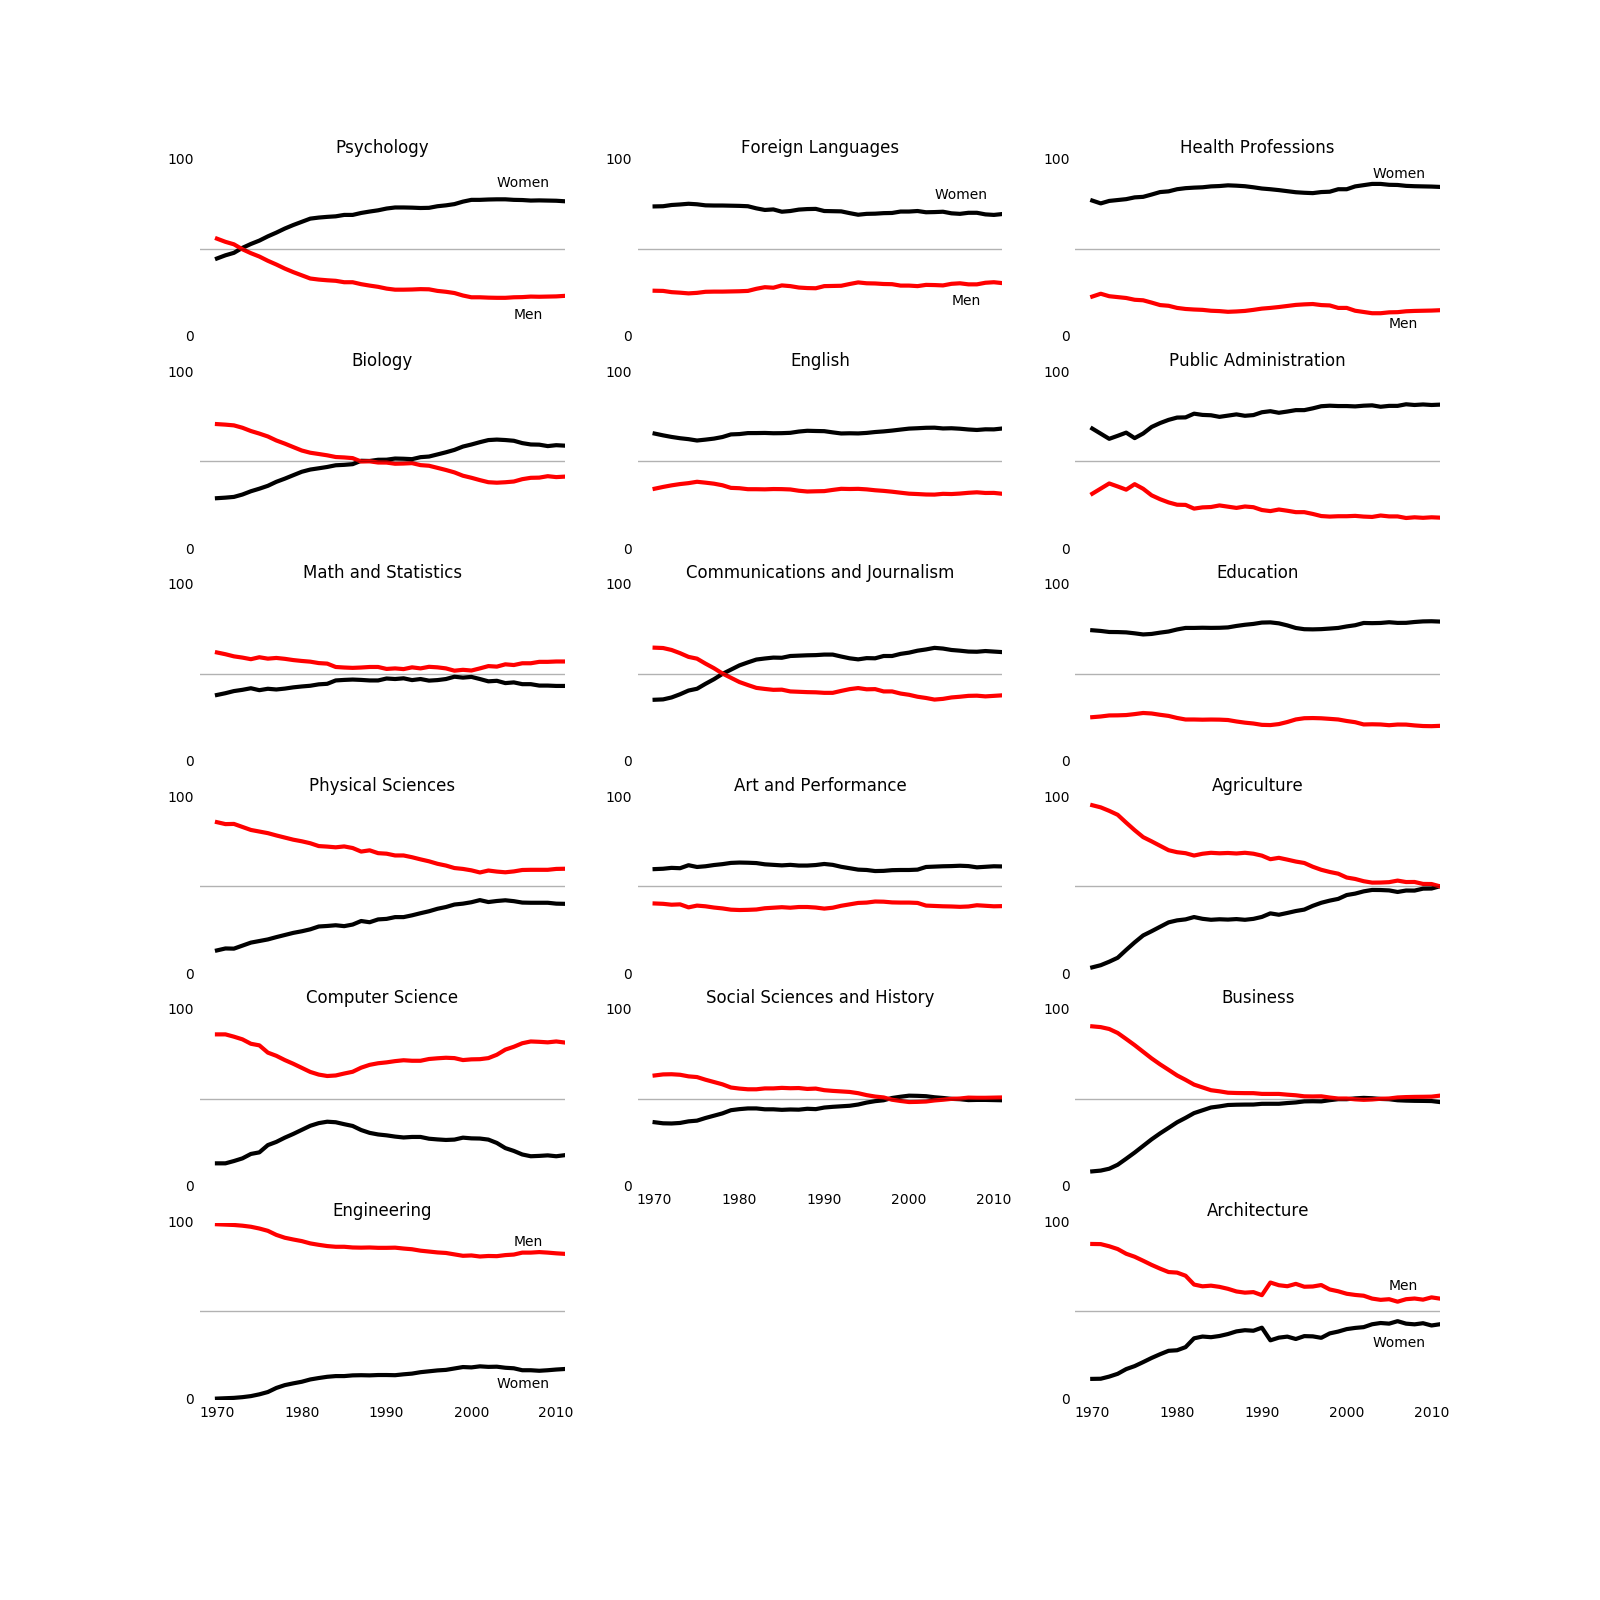 Psychology
100
Women
Men
0
Foreign Languages
100
Women
Men
0
Health Professions
100
Women
Men
0
Biology
100
0
English
100
0
Public Administration
100
0
Math and Statistics
100
0
Communications and Journalism
100
0
Education
100
0
Physical Sciences
100
0
Art and Performance
100
0
Agriculture
100
0
Computer Science
100
0
Social Sciences and History
100
0
1970 1980 1990 2000 2010
Business
100
0
Engineering
100
Men
Women
0
1970 1980 1990 2000 2010
Architecture
100
Men
Women
0
1970 1980 1990 2000 2010